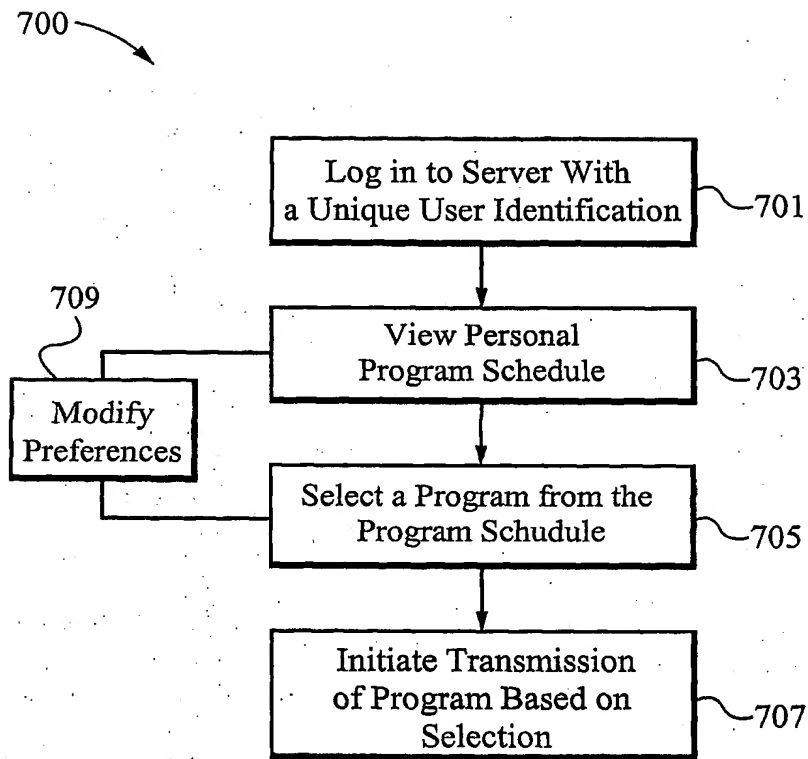 700
Log in to Server With
a Unique User Identification
701
709
View Personal
Program Schedule
703
Modify
Preferences
Select a Program from the
Program Schudule
705
Initiate Transmission
of Program Based on
Selection
707